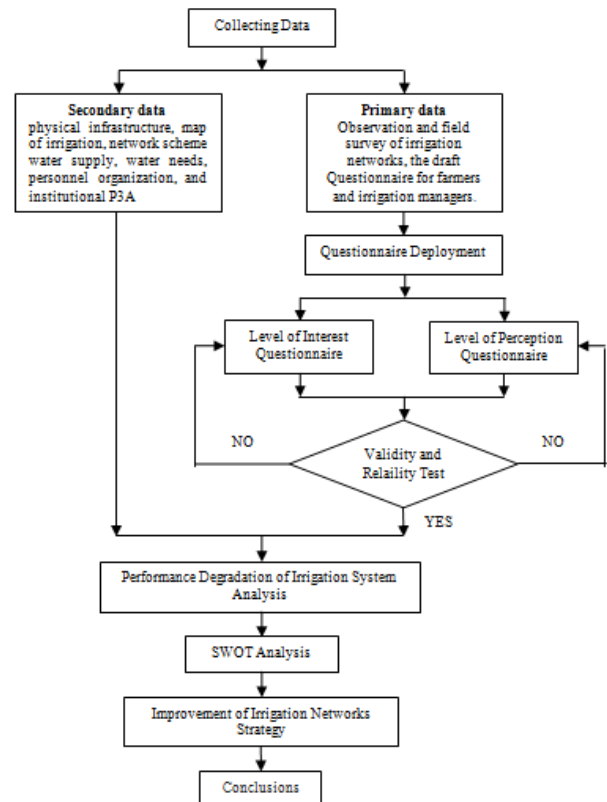 Collecting Data
Secondary data
physical infrastructure, map
of irrigation, network scheme
water supply, water needs,
personnel organization, and
institutional P3A
Primary data
Observation and field
survey of irrigation
networks, the draft
Questionnaire for farmers
and irrigation managers.
Questionnaire Deployment
Level of Interest
Questionnaire
Level of Perception
Questionnaire
NO
Validity and
Relaility Test
NO
YES
Performance Degradation of Irrigation System
Analysis
SWOT Analysis
Improvement of Irrigation Networks
Strategy
Conclusions